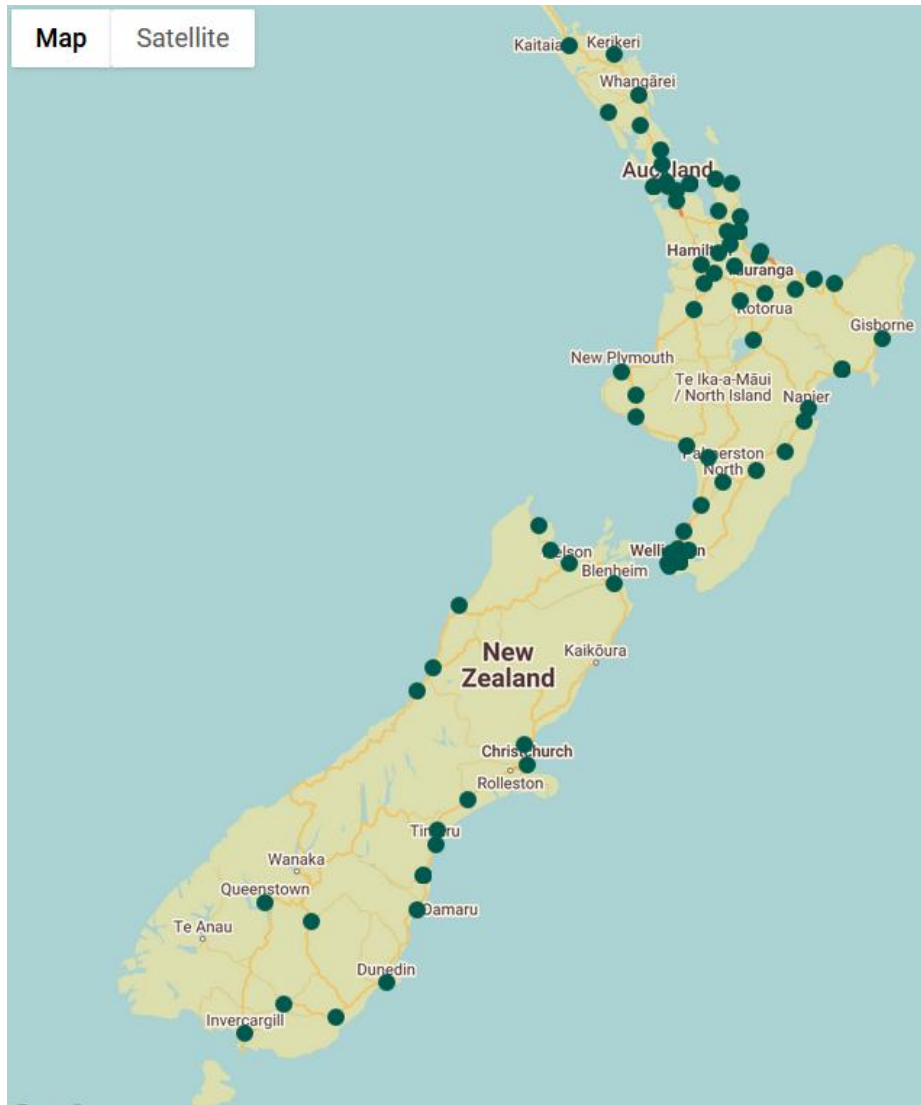 Map
Satellite
Kaitaia
Kerikeri
Whangārei
Auckland
Hamilton
Tauranga
Rotorua
Gisborne
New Plymouth
Te Ika-a-Māui
/ North Island
Napier
Palmerston
North
Nelson
Wellington
Blenheim
New
Zealand
Kaikōura
Christchurch
Rolleston
Timaru
Wanaka
Queenstown
Oamaru
Te Anau
Dunedin
Invercargill